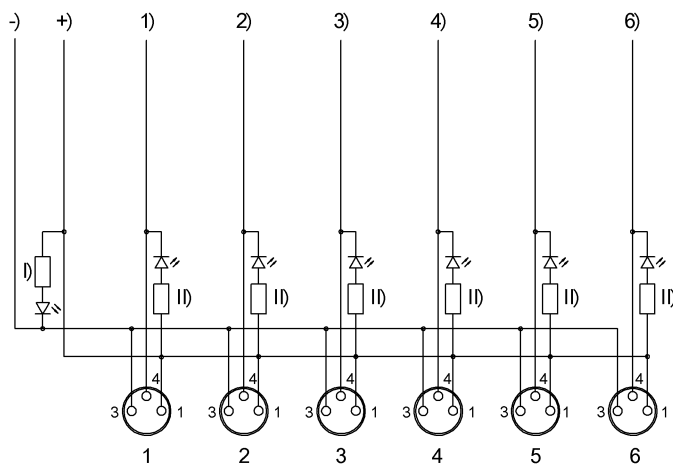 -) +) 1) 2) 3) 4) 5) 6)
I) II) II) II) II) II) II)
4 4 4 4 4 4
3 1 3 1 3 1 3 1 3 1 3 1
1 2 3 4 5 6